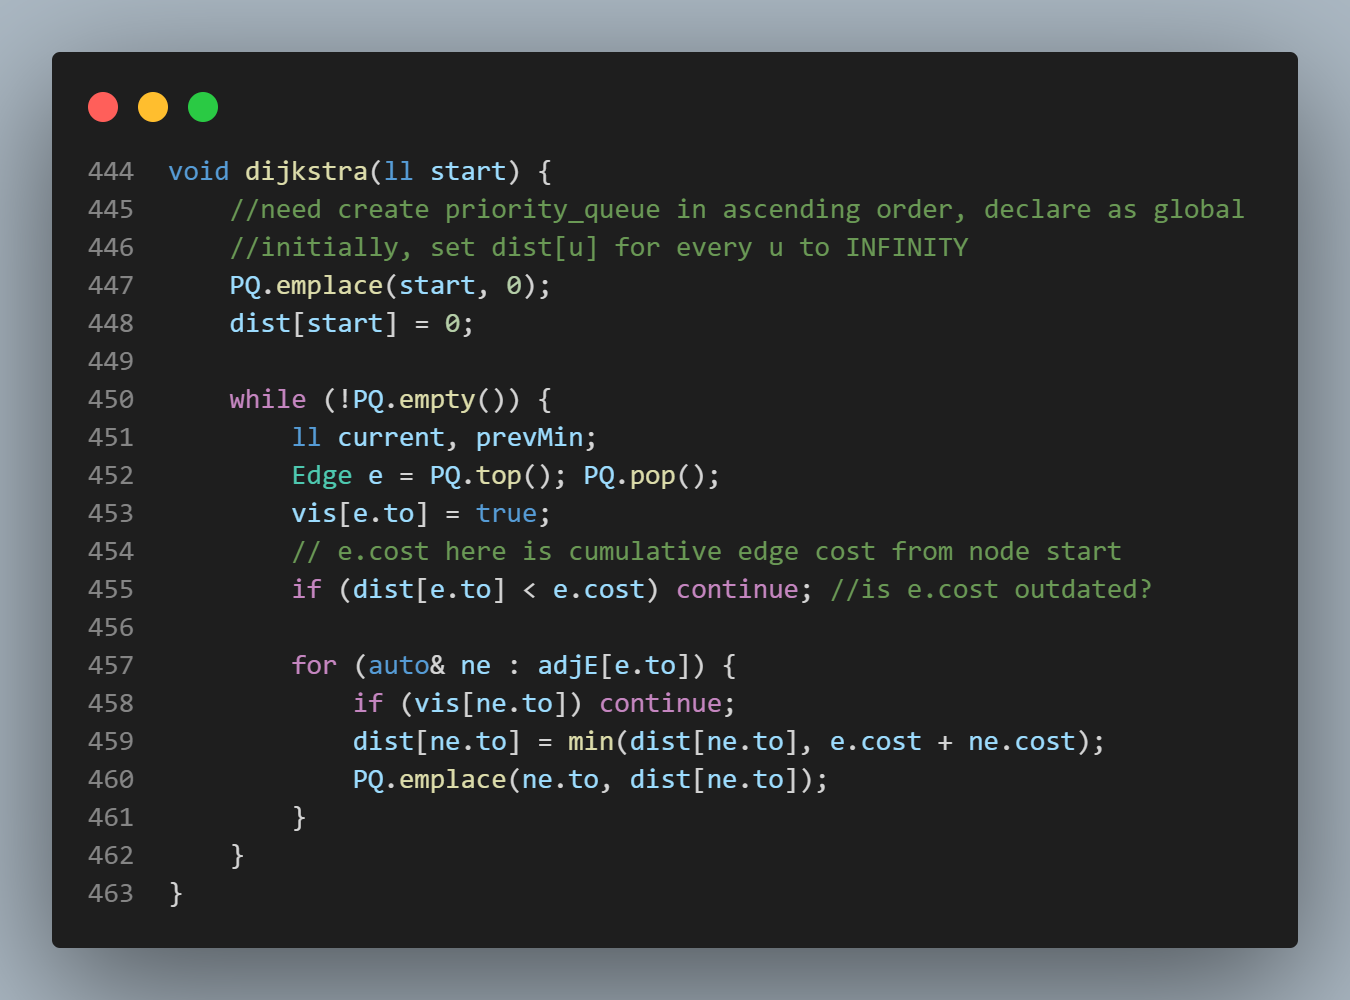 444 void dijkstra(ll start) {
445     //need create priority_queue in ascending order, declare as global
446     //initially, set dist[u] for every u to INFINITY
447     PQ.emplace(start, 0);
448     dist[start] = 0;
449
450     while (!PQ.empty()) {
451         ll current, prevMin;
452         Edge e = PQ.top(); PQ.pop();
453         vis[e.to] = true;
454         // e.cost here is cumulative edge cost from node start
455         if (dist[e.to] < e.cost) continue; //is e.cost outdated?
456
457         for (auto& ne : adjE[e.to]) {
458             if (vis[ne.to]) continue;
459             dist[ne.to] = min(dist[ne.to], e.cost + ne.cost);
460             PQ.emplace(ne.to, dist[ne.to]);
461         }
462     }
463 }